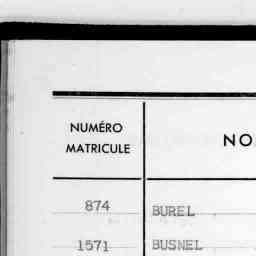 NUMÉRO
MATRICULE
NO
874 BUREL
1571 BUSNEL